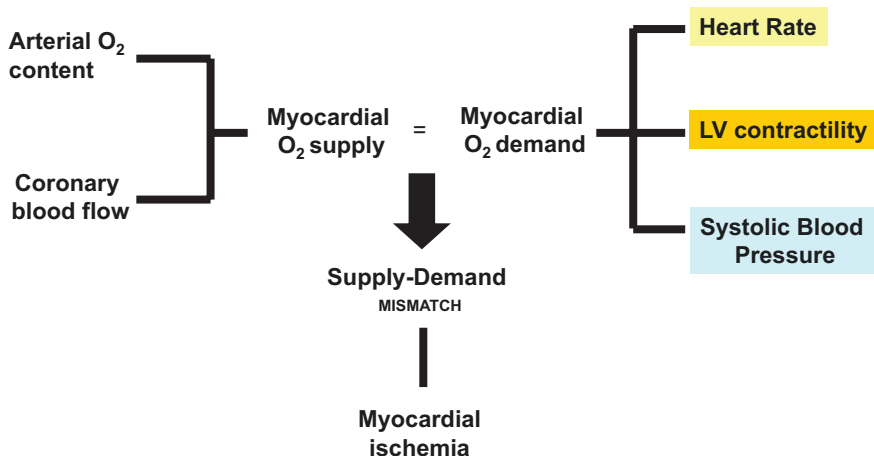 Arterial O₂
content
Coronary
blood flow
Myocardial
O₂ supply
=
Myocardial
O₂ demand
Heart Rate
LV contractility
Systolic Blood
Pressure
Supply-Demand
MISMATCH
Myocardial
ischemia